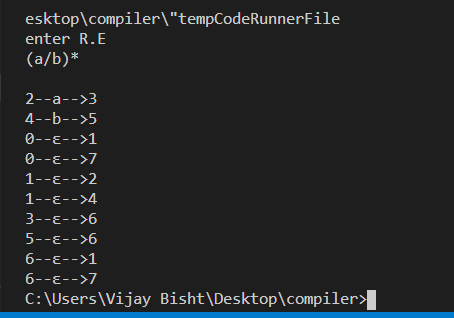 esktop\compiler\"tempCodeRunnerFile
enter R.E
(a/b)*
2--a-->3
4--b-->5
0--ε-->1
0--ε-->7
1--ε-->2
1--ε-->4
3--ε-->6
5--ε-->6
6--ε-->1
6--ε-->7
C:\Users\Vijay Bisht\Desktop\compiler>